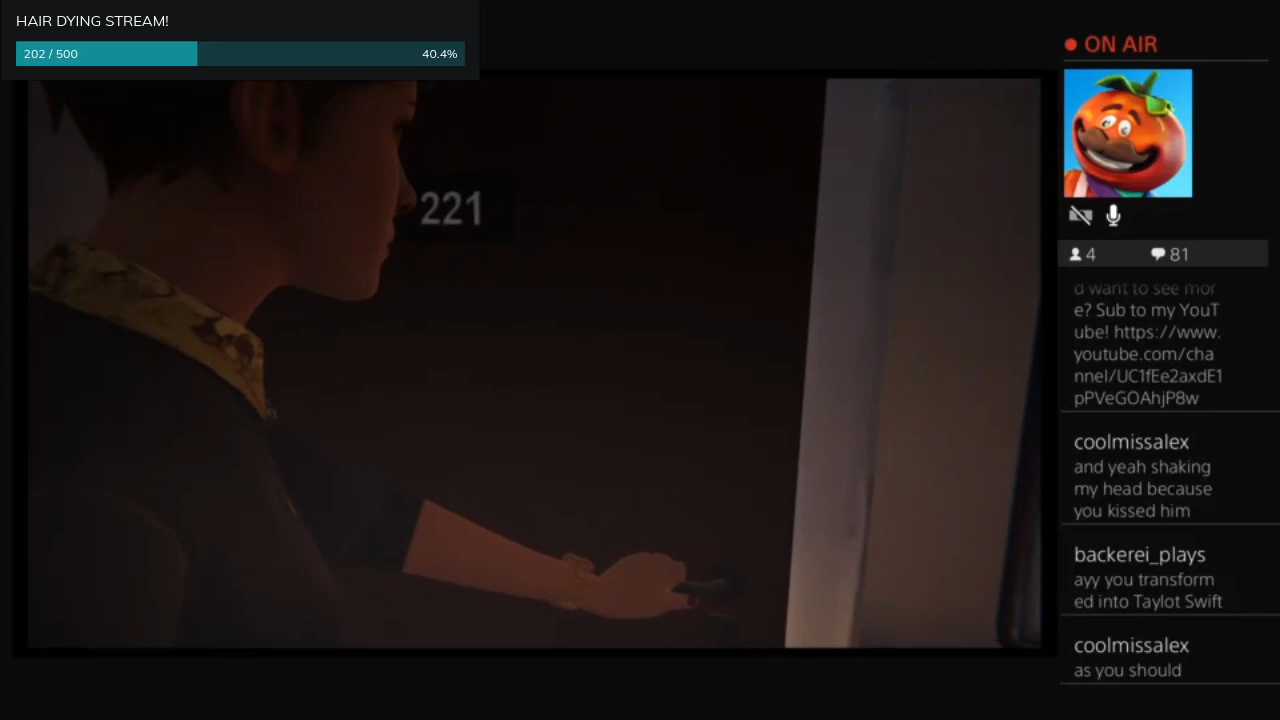 HAIR DYING STREAM!
202 / 500 40.4%
221
ON AIR
4 81
d want to see mor
e? Sub to my YouT
ube! https://www.
youtube.com/cha
nnel/UC1fEe2axdE1
pPVeGOAhjP8w
coolmissalex
and yeah shaking
my head because
you kissed him
backerei_plays
ayy you transform
ed into Taylot Swift
coolmissalex
as you should